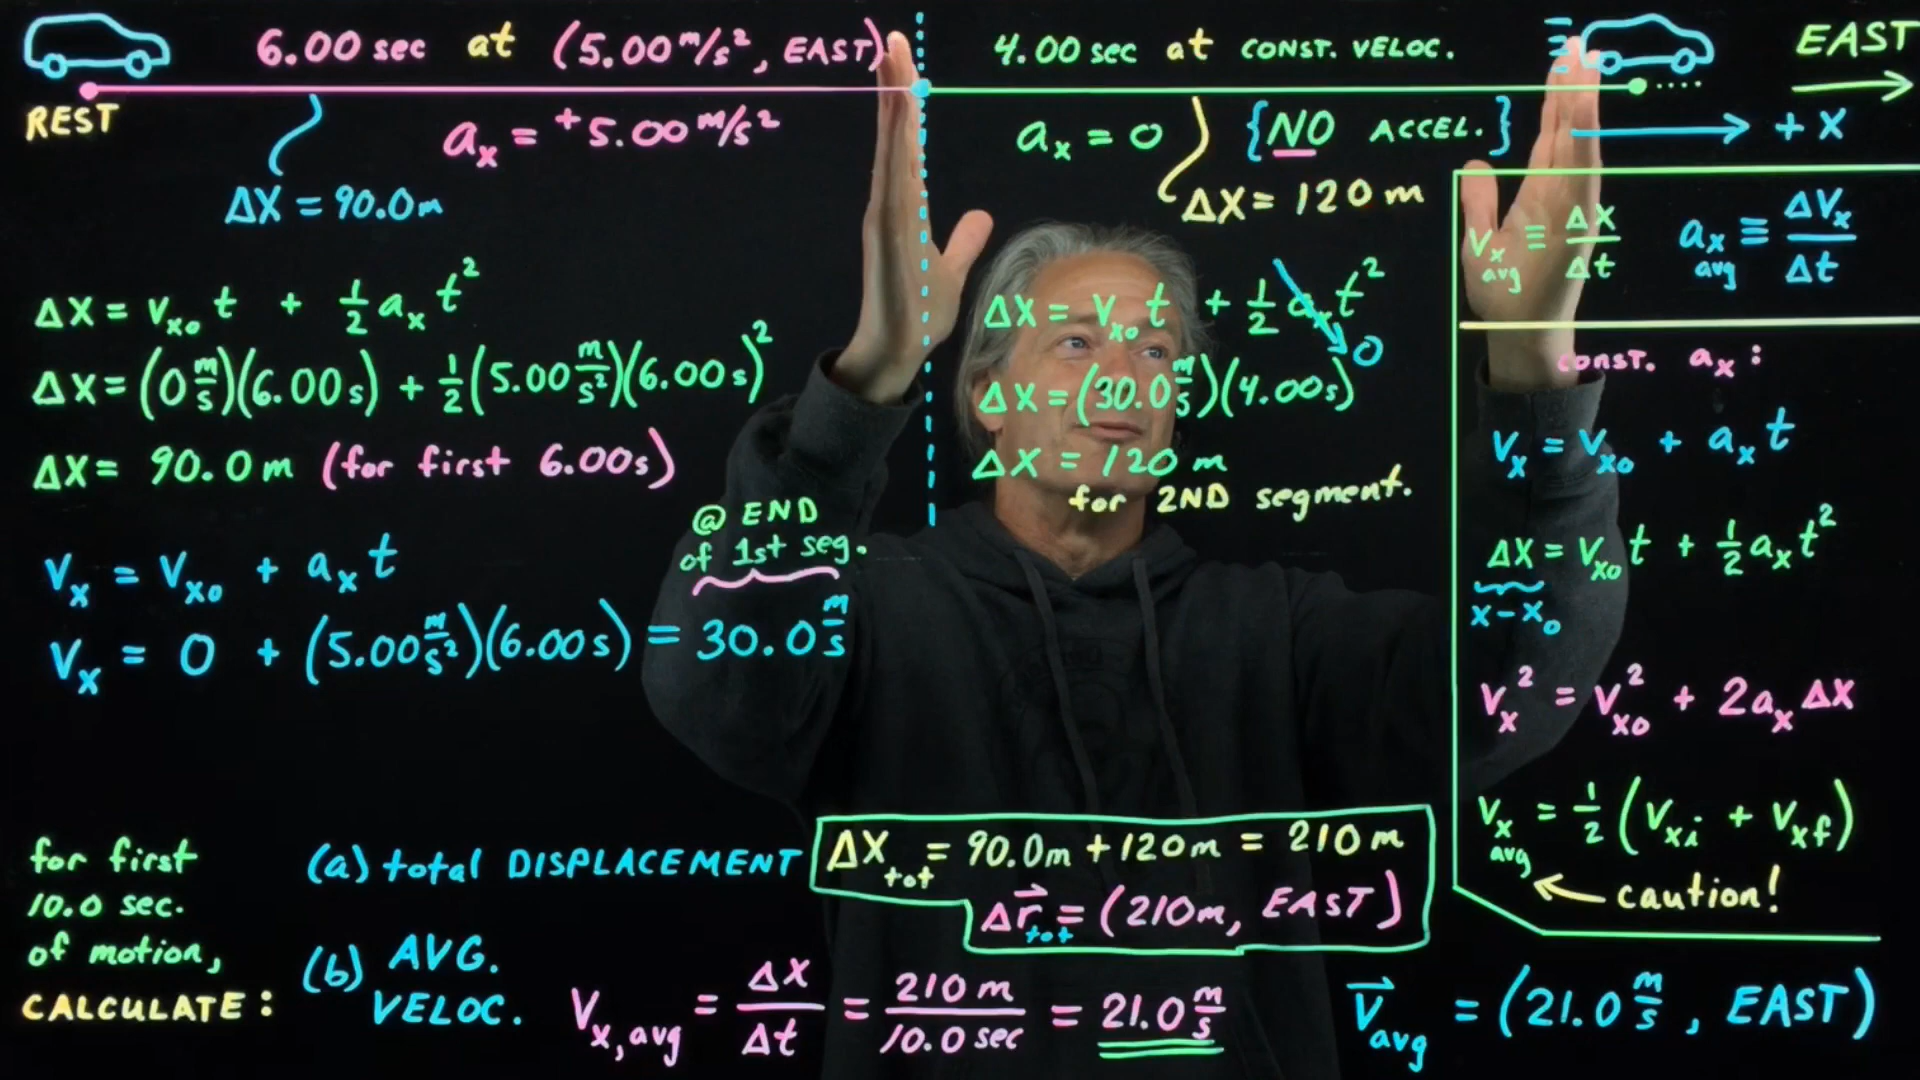 6.00 sec at (5.00 m/s², EAST)
4.00 sec at CONST. VELOC.
EAST
REST
aₓ = +5.00 m/s²
aₓ = 0 {NO ACCEL.}
+X
ΔX = 90.0m
ΔX = 120 m
ΔX = Vₓ₀ t + ½ aₓ t²
ΔX = (0 m/s)(6.00 s) + ½(5.00 m/s²)(6.00 s)²
ΔX = 90.0 m (for first 6.00s)
@ END
of 1st seg.
Vₓ = Vₓ₀ + aₓ t
Vₓ = 0 + (5.00 m/s²)(6.00 s) = 30.0 m/s
ΔX = Vₓ₀ t + ½ aₓ t² 0
ΔX = (30.0 m/s)(4.00s)
ΔX = 120 m
for 2ND segment.
Vₓ avg ≡ ΔX/Δt aₓ avg ≡ ΔVₓ/Δt
const. aₓ :
Vₓ = Vₓ₀ + aₓ t
ΔX = Vₓ₀ t + ½ aₓ t²
x - x₀
Vₓ² = Vₓ₀² + 2aₓ ΔX
Vₓ avg = ½ (Vₓi + Vₓf)
caution!
for first
10.0 sec.
of motion,
CALCULATE:
(a) total DISPLACEMENT
ΔX tot = 90.0m + 120m = 210 m
Δr⃗ tot = (210m, EAST)
(b) AVG.
VELOC.
Vₓ,avg = ΔX/Δt = 210 m/10.0 sec = 21.0 m/s
V⃗avg = (21.0 m/s, EAST)